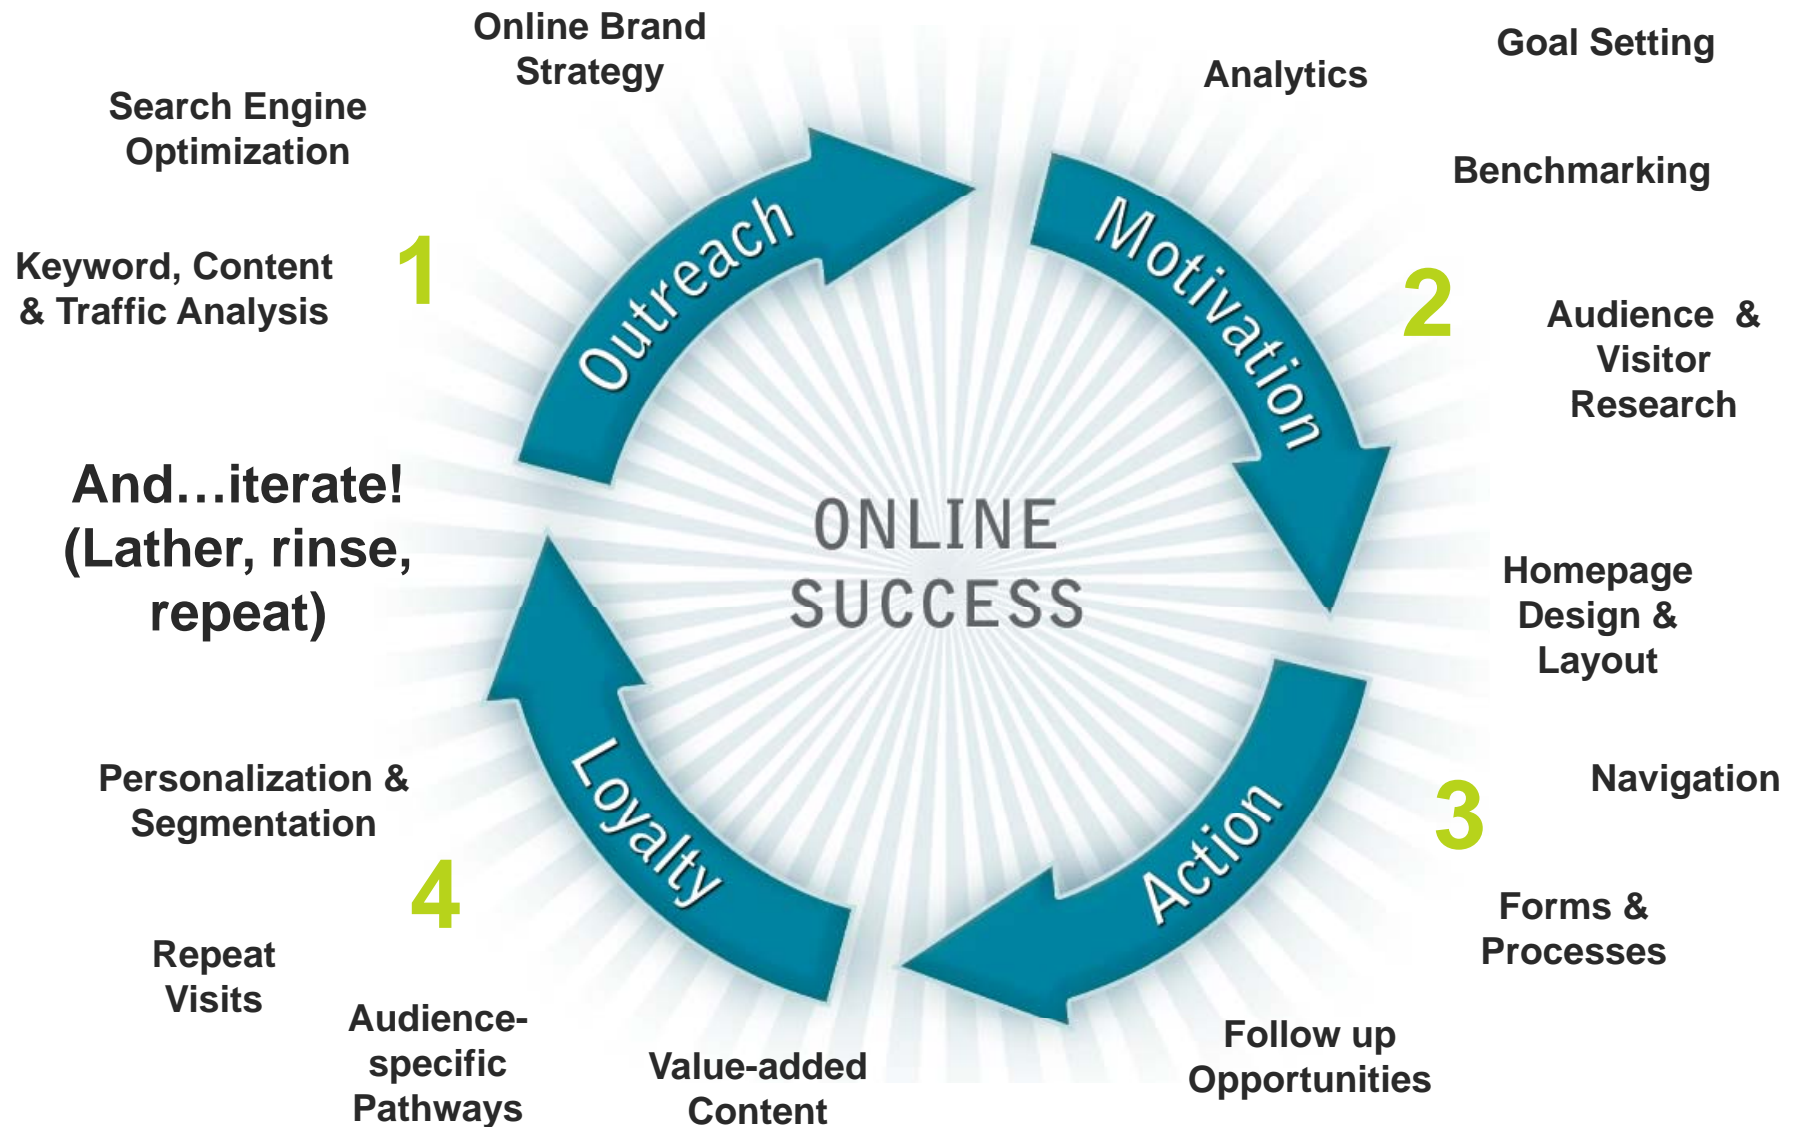 Online Brand
Strategy
Search Engine
Optimization
Keyword, Content
& Traffic Analysis
1
Outreach
Analytics
Goal Setting
Benchmarking
2
Motivation
Audience  &
Visitor
Research
ONLINE
SUCCESS
Homepage
Design &
Layout
3
Action
Navigation
Forms &
Processes
Follow up
Opportunities
Value-added
Content
Audience-
specific
Pathways
Repeat
Visits
4
Loyalty
Personalization &
Segmentation
And…iterate!
(Lather, rinse,
repeat)